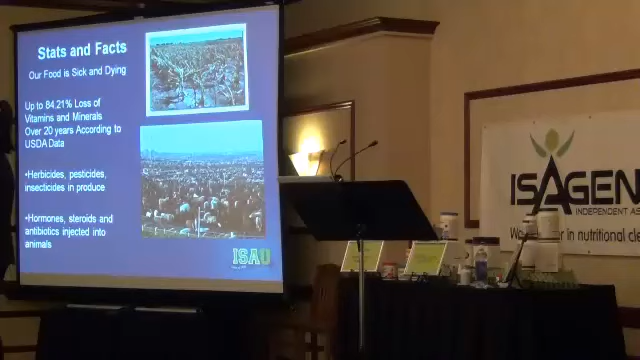 Stats and Facts
Our Food is Sick and Dying
Up to 84.21% Loss of
Vitamins and Minerals
Over 20 years According to
USDA Data
•Herbicides, pesticides,
insecticides in produce
•Hormones, steroids and
antibiotics injected into
animals
ISAU
ISAGEN
INDEPENDENT AS
in nutritional cle